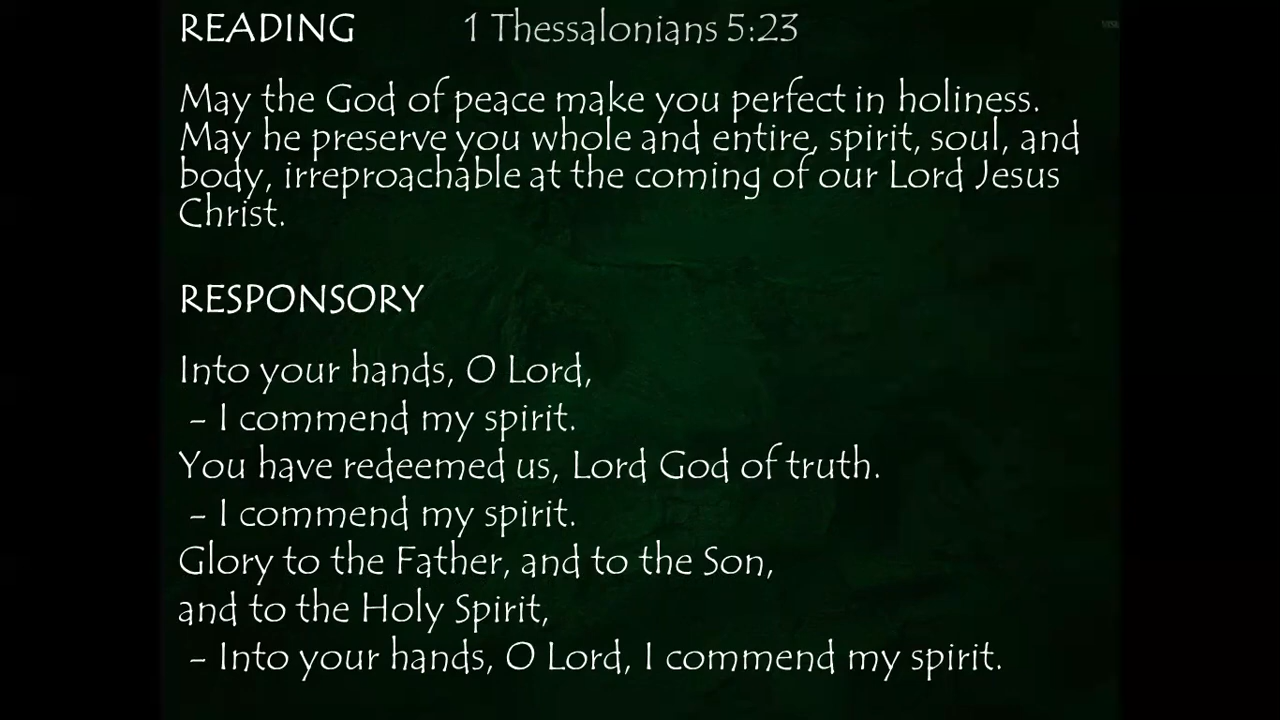 READING 1 Thessalonians 5:23
May the God of peace make you perfect in holiness.
May he preserve you whole and entire, spirit, soul, and
body, irreproachable at the coming of our Lord Jesus
Christ.
RESPONSORY
Into your hands, O Lord,
– I commend my spirit.
You have redeemed us, Lord God of truth.
– I commend my spirit.
Glory to the Father, and to the Son,
and to the Holy Spirit,
– Into your hands, O Lord, I commend my spirit.